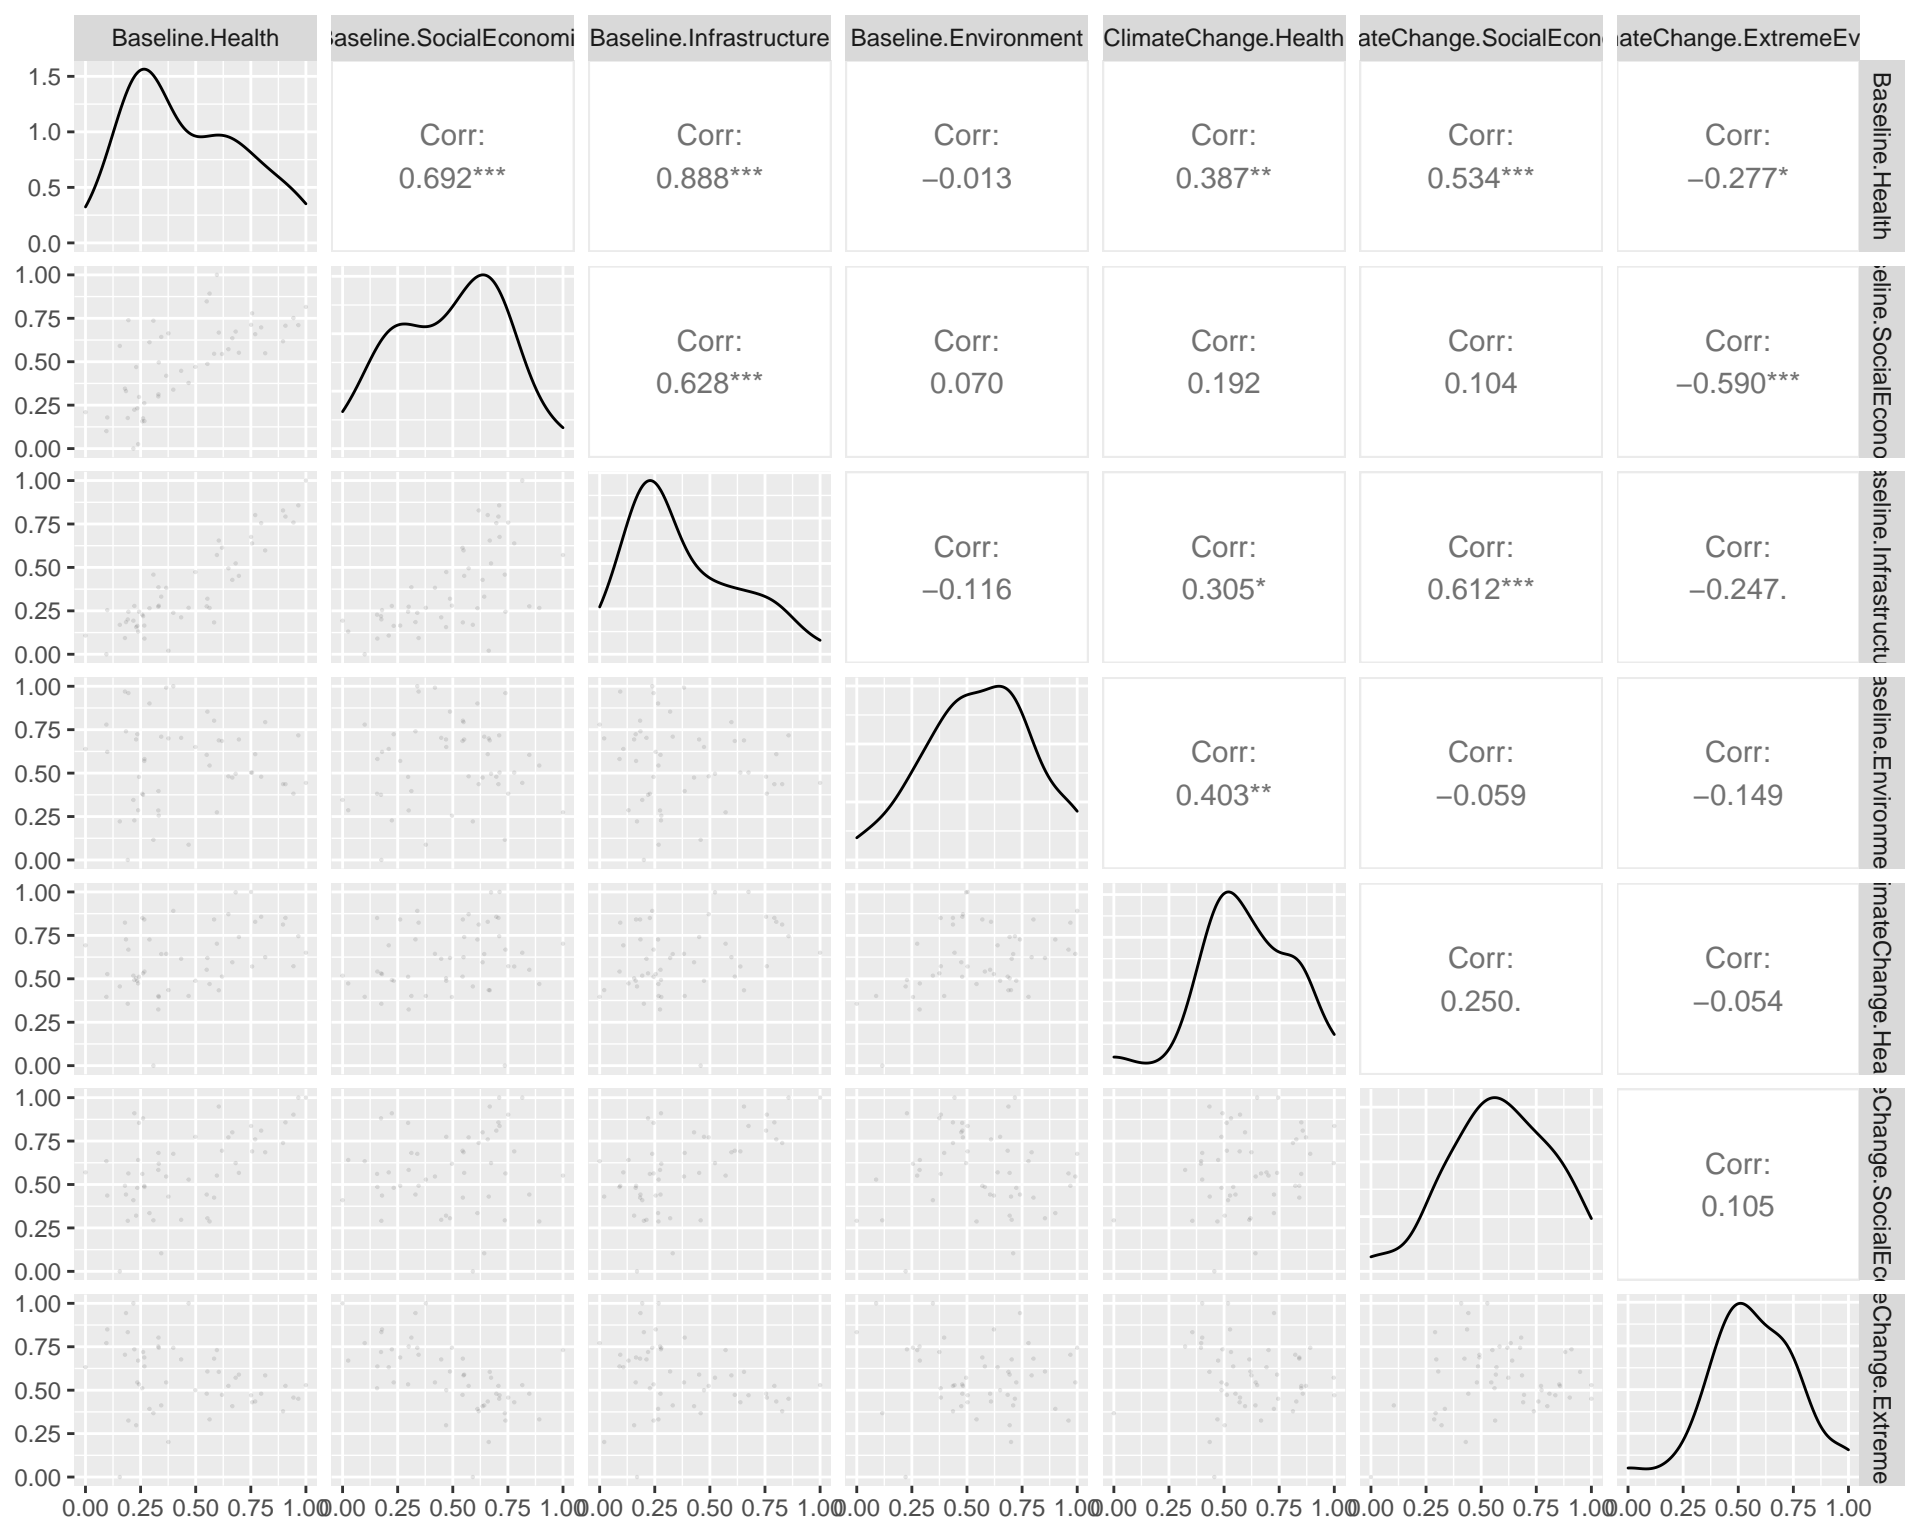 Baseline.Health
Baseline.SocialEconomi
Baseline.Infrastructure
Baseline.Environment
ClimateChange.Health
ateChange.SocialEcon
ateChange.ExtremeEv
1.5
1.0
0.5
0.0
Corr:
0.692***
Corr:
0.888***
Corr:
−0.013
Corr:
0.387**
Corr:
0.534***
Corr:
−0.277*
Baseline.Health
1.00
0.75
0.50
0.25
0.00
Corr:
0.628***
Corr:
0.070
Corr:
0.192
Corr:
0.104
Corr:
−0.590***
eline.SocialEcono
1.00
0.75
0.50
0.25
0.00
Corr:
−0.116
Corr:
0.305*
Corr:
0.612***
Corr:
−0.247.
aseline.Infrastructu
1.00
0.75
0.50
0.25
0.00
Corr:
0.403**
Corr:
−0.059
Corr:
−0.149
aseline.Environme
1.00
0.75
0.50
0.25
0.00
Corr:
0.250.
Corr:
−0.054
imateChange.Hea
1.00
0.75
0.50
0.25
0.00
Corr:
0.105
eChange.SocialEco
1.00
0.75
0.50
0.25
0.00
eChange.Extreme
0.00 0.25 0.50 0.75 1.00
0.00 0.25 0.50 0.75 1.00
0.00 0.25 0.50 0.75 1.00
0.00 0.25 0.50 0.75 1.00
0.00 0.25 0.50 0.75 1.00
0.00 0.25 0.50 0.75 1.00
0.00 0.25 0.50 0.75 1.00